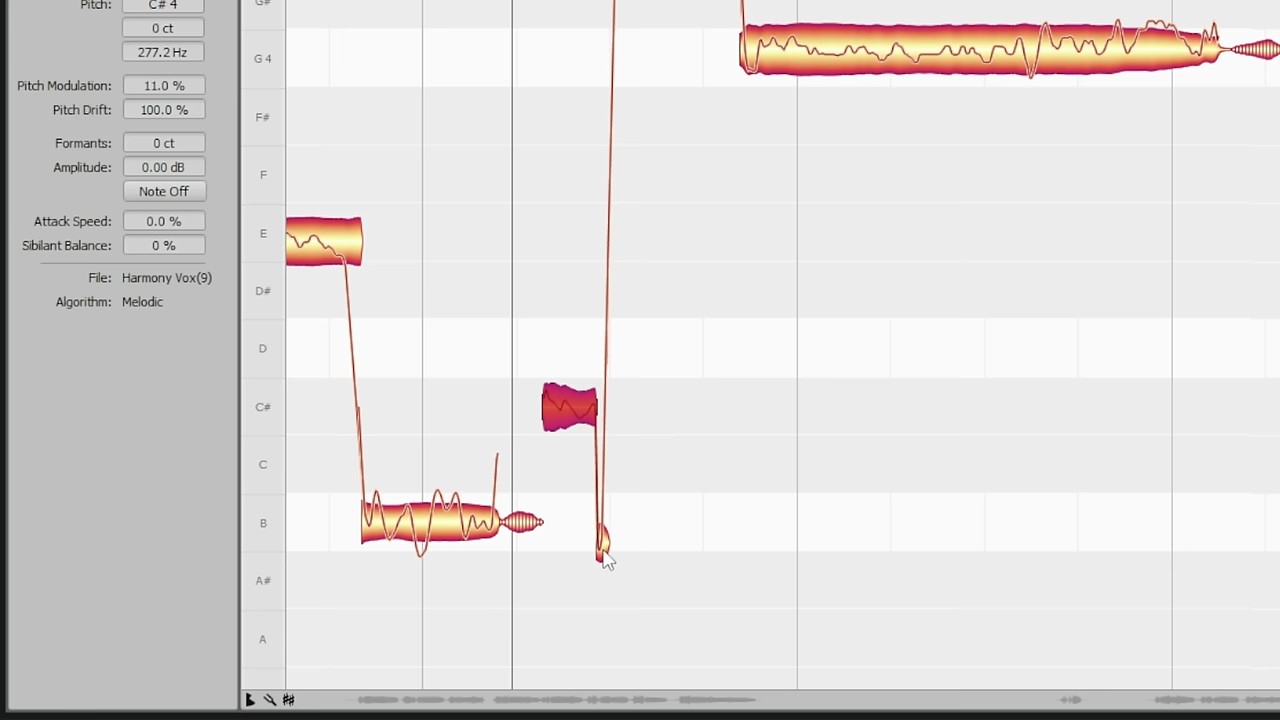 Pitch: C# 4
0 ct
277.2 Hz
Pitch Modulation: 11.0 %
Pitch Drift: 100.0 %
Formants: 0 ct
Amplitude: 0.00 dB
Note Off
Attack Speed: 0.0 %
Sibilant Balance: 0 %
File: Harmony Vox(9)
Algorithm: Melodic
G#
G 4
F#
F
E
D#
D
C#
C
B
A#
A